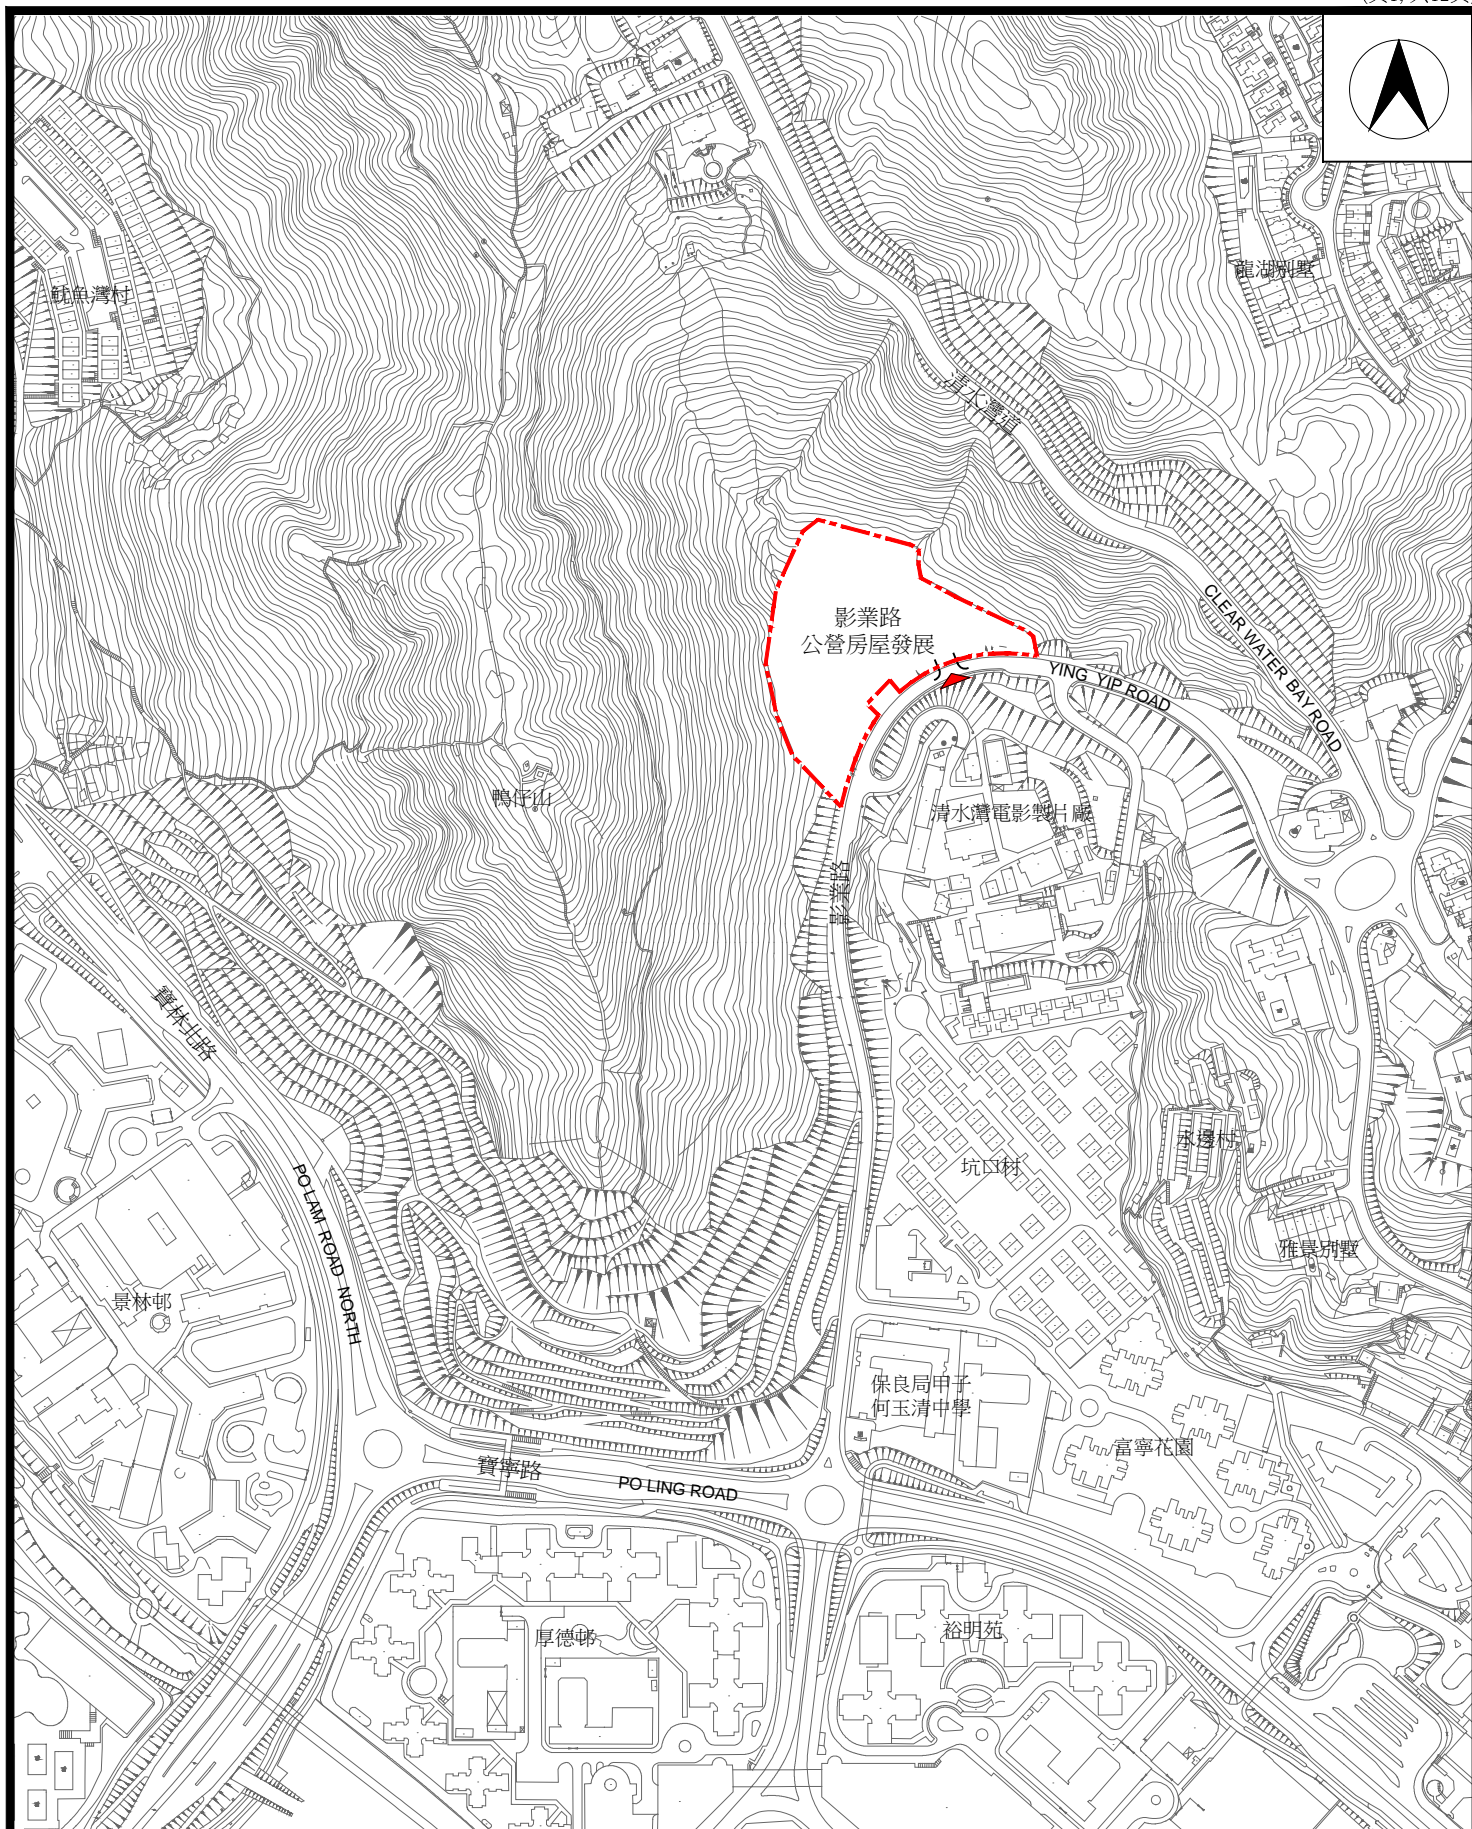 龍湖別墅
魷魚灣村
清水灣道
影業路
公營房屋發展
CLEAR WATER BAY ROAD
YING YIP ROAD
鴨仔山
清水灣電影製片廠
影業路
寶林北路
水邊村
坑口村
PO LAM ROAD NORTH
雅景別墅
景林邨
保良局甲子
何玉清中學
富寧花園
寶寧路
PO LING ROAD
厚德邨
裕明苑